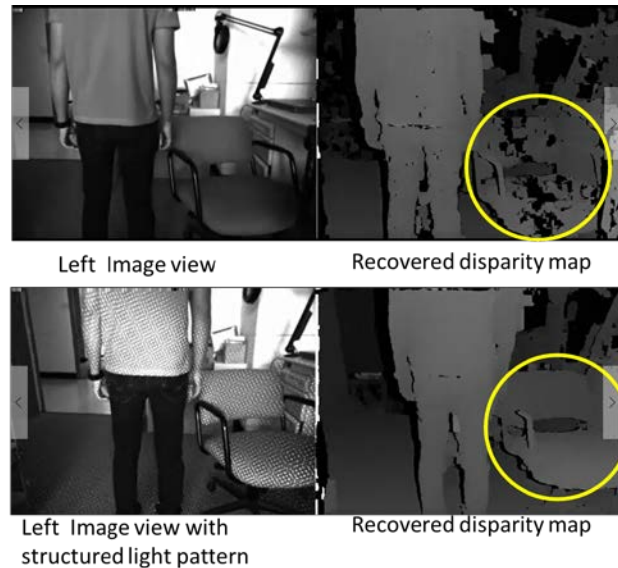 Left Image view
Recovered disparity map
Left Image view with
structured light pattern
Recovered disparity map